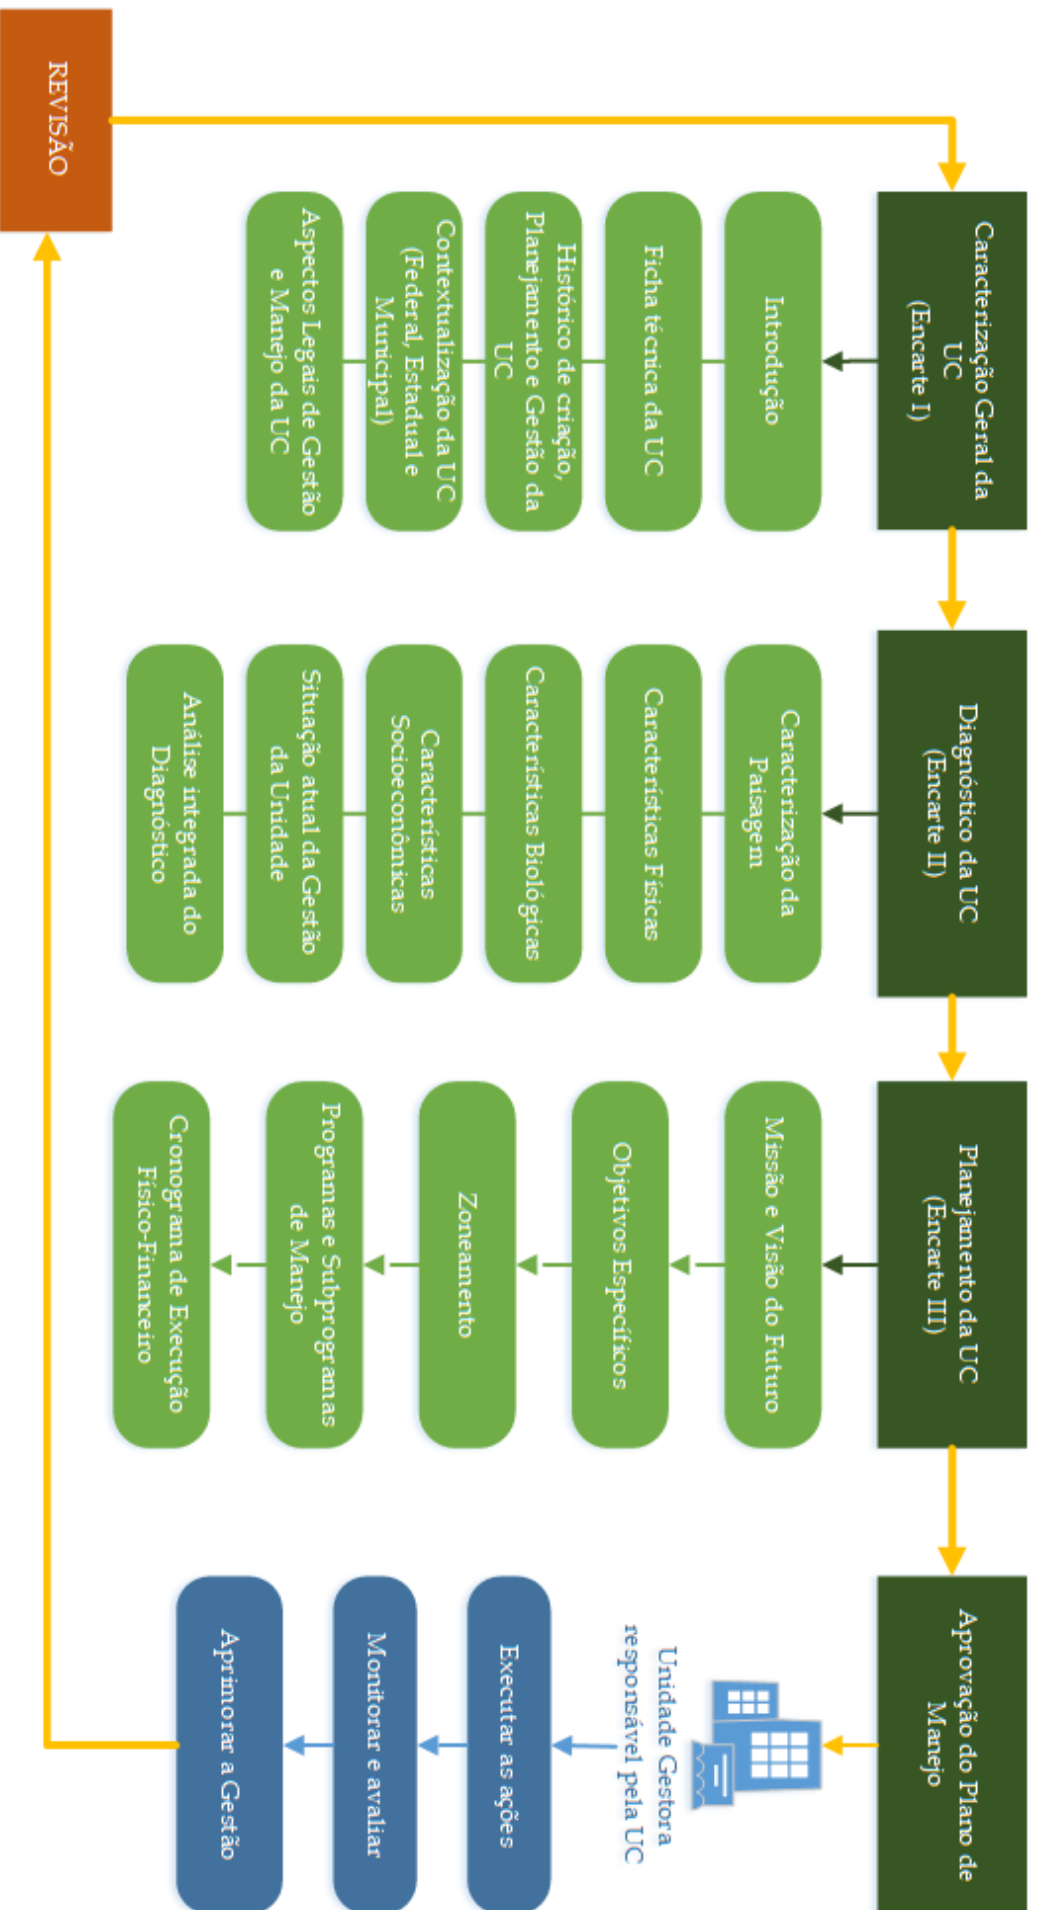 Caracterização Geral da
UC
(Encarte I)
Introdução
Ficha técnica da UC
Histórico de criação,
Planejamento e Gestão da
UC
Contextualização da UC
(Federal, Estadual e
Municipal)
Aspectos Legais de Gestão
e Manejo da UC
Diagnóstico da UC
(Encarte II)
Caracterização da
Paisagem
Características Físicas
Características Biológicas
Características
Socioeconômicas
Situação atual da Gestão
da Unidade
Análise integrada do
Diagnóstico
Planejamento da UC
(Encarte III)
Missão e Visão do Futuro
Objetivos Específicos
Zoneamento
Programas e Subprogramas
de Manejo
Cronograma de Execução
Físico-Financeiro
Aprovação do Plano de
Manejo
Unidade Gestora
responsável pela UC
Executar as ações
Monitorar e avaliar
Aprimorar a Gestão
REVISÃO